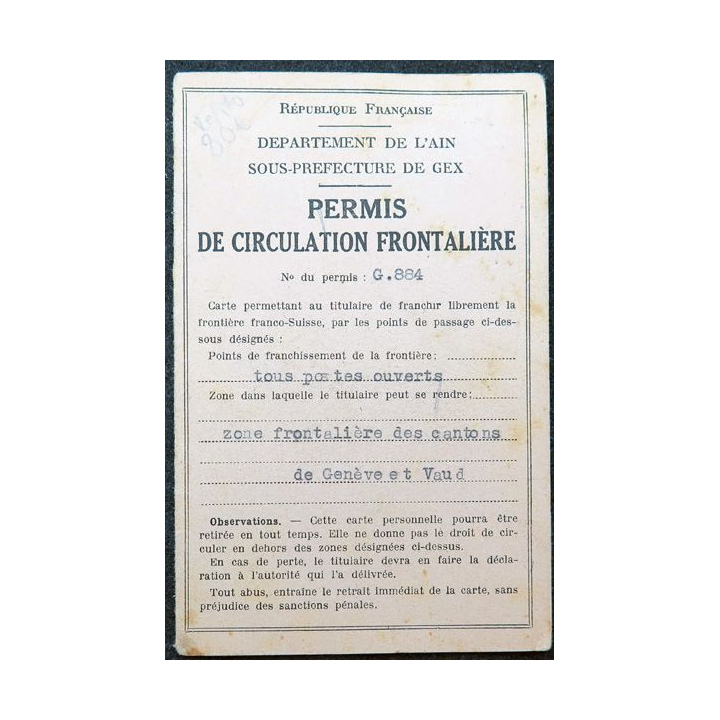 RÉPUBLIQUE FRANÇAISE
DEPARTEMENT DE L'AIN
SOUS-PREFECTURE DE GEX
PERMIS
DE CIRCULATION FRONTALIÈRE
No du permis : G.884
Carte permettant au titulaire de franchir librement la
frontière franco-Suisse, par les points de passage ci-des-
sous désignés :
Points de franchissement de la frontière:
tous postes ouverts
Zone dans laquelle le titulaire peut se rendre:
zone frontalière des cantons
de Genève et Vaud
Observations. — Cette carte personnelle pourra être
retirée en tout temps. Elle ne donne pas le droit de cir-
culer en dehors des zones désignées ci-dessus.
En cas de perte, le titulaire devra en faire la décla-
ration à l'autorité qui l'a délivrée.
Tout abus, entraîne le retrait immédiat de la carte, sans
préjudice des sanctions pénales.